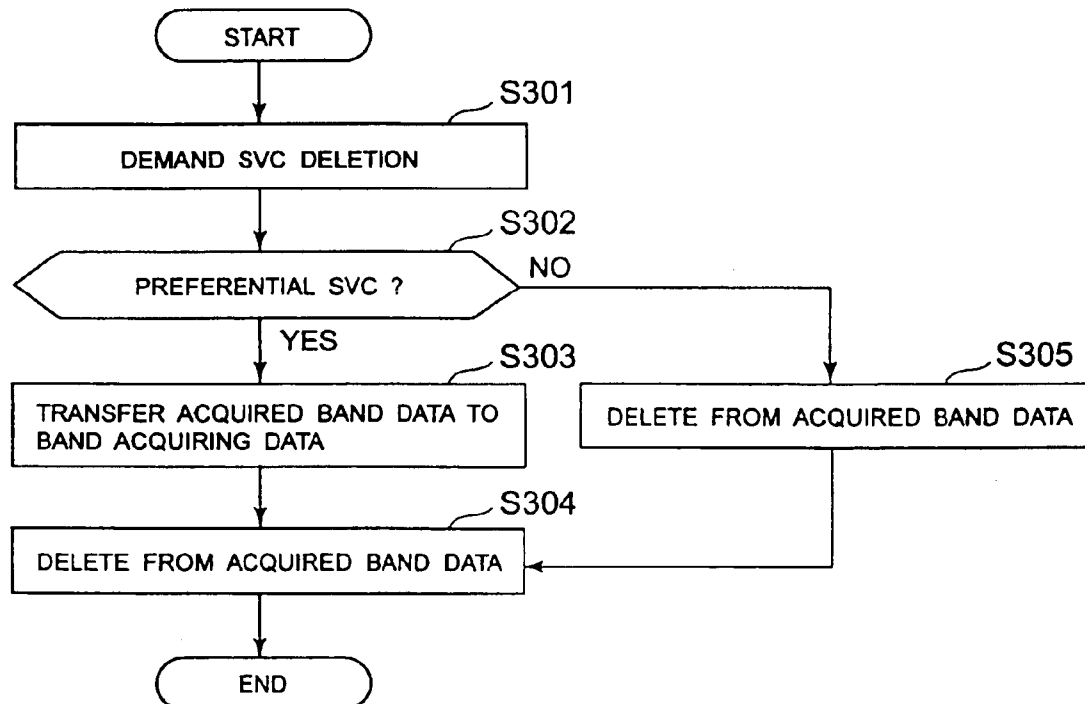 START
S301
DEMAND SVC DELETION
S302
PREFERENTIAL SVC ?
NO
YES
S303
TRANSFER ACQUIRED BAND DATA TO
BAND ACQUIRING DATA
S305
DELETE FROM ACQUIRED BAND DATA
S304
DELETE FROM ACQUIRED BAND DATA
END